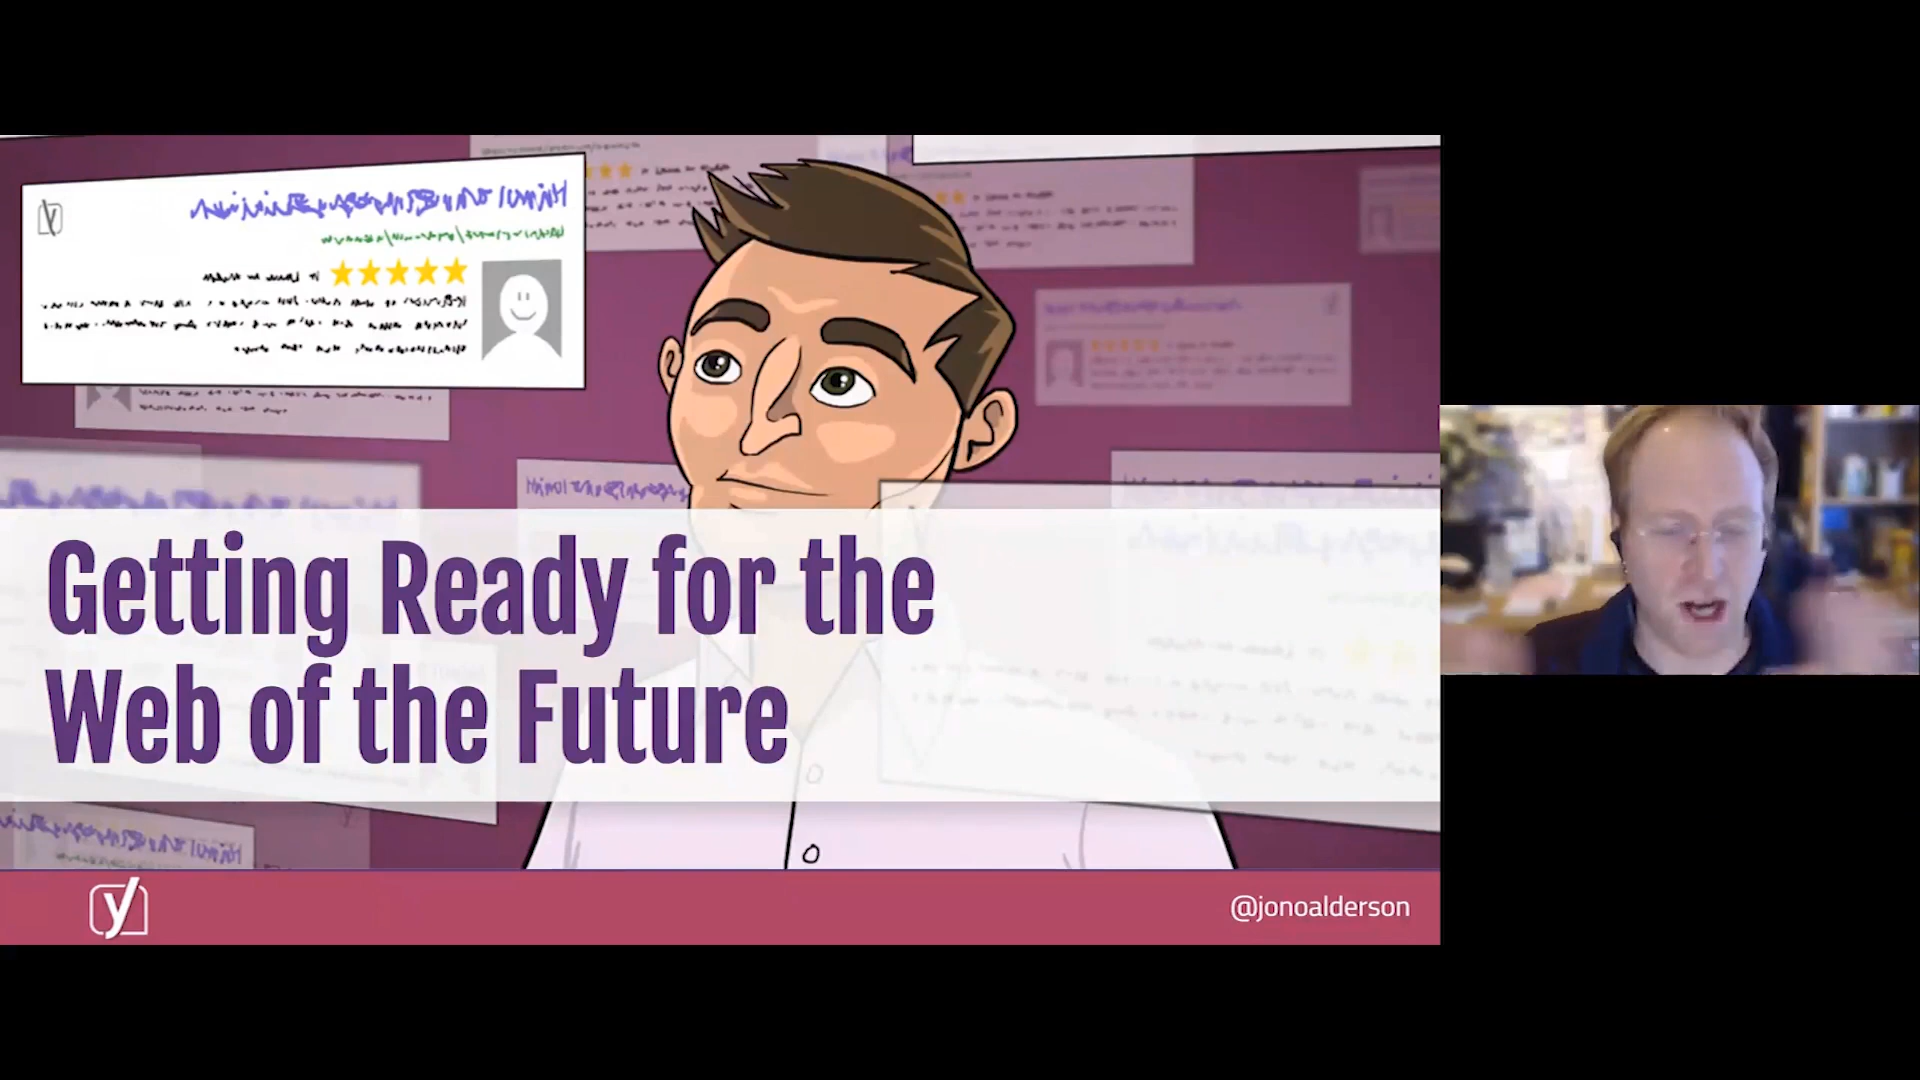 Getting Ready for the
Web of the Future
y
@jonoalderson